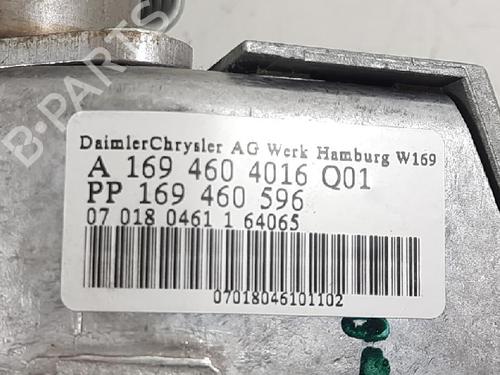 B-PARTS
DaimlerChrysler AG Werk Hamburg W169
A 169 460 4016 Q01
PP 169 460 596
07 018 0461 1 64065
07018046101102